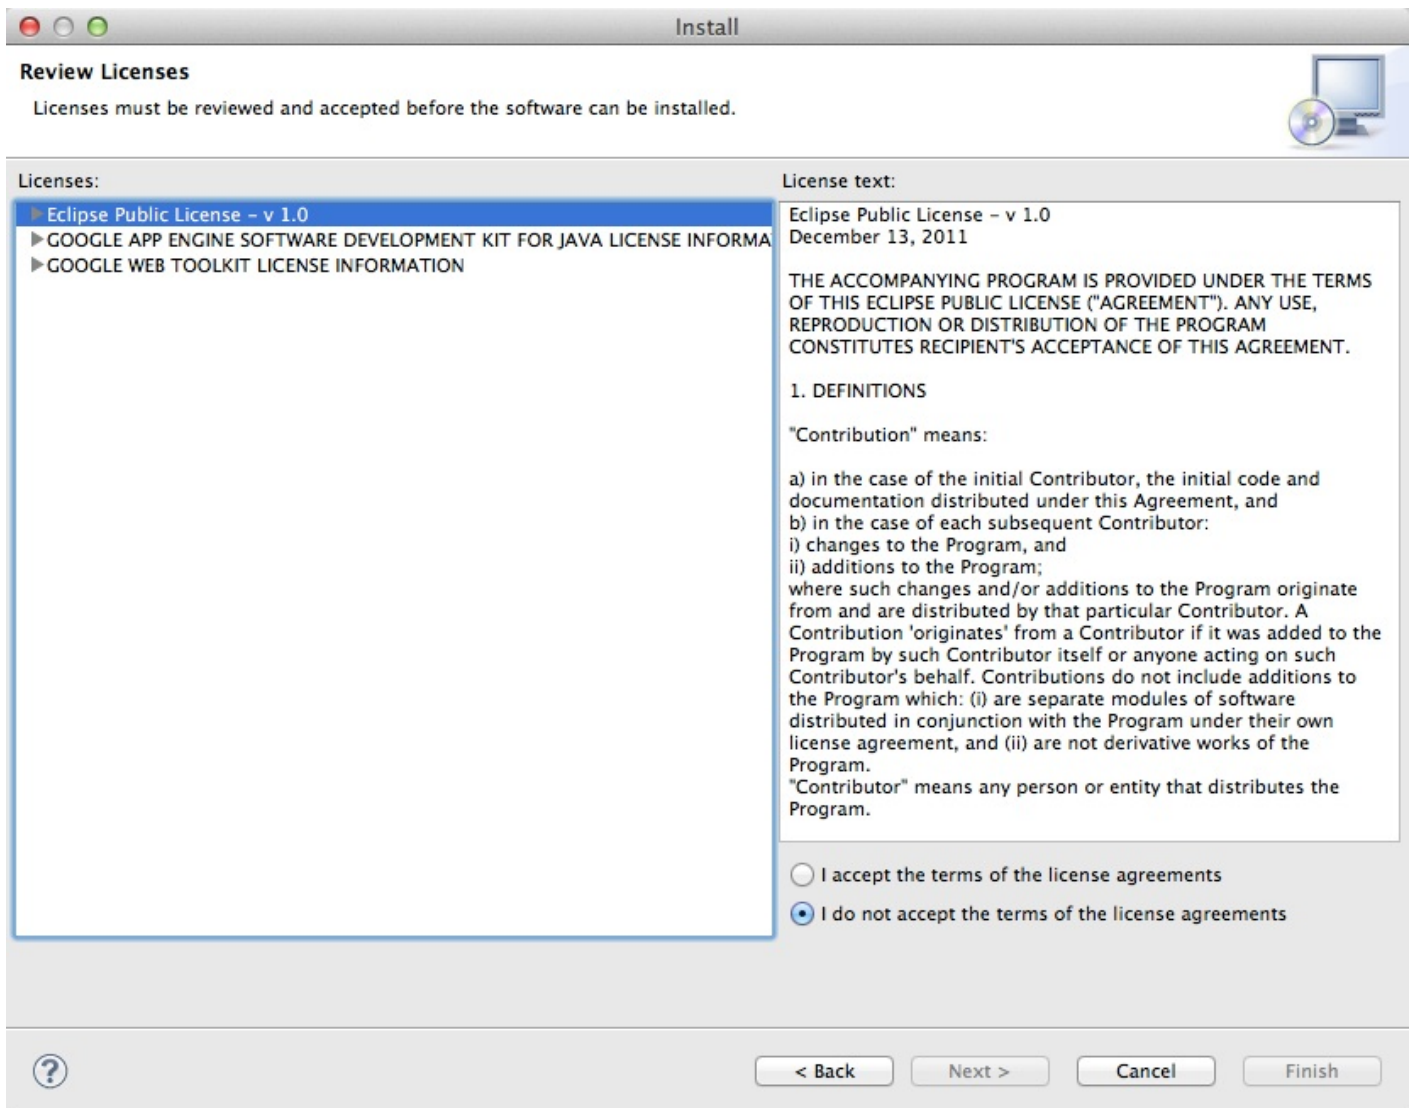 Install
Review Licenses
Licenses must be reviewed and accepted before the software can be installed.
Licenses:
Eclipse Public License – v 1.0
GOOGLE APP ENGINE SOFTWARE DEVELOPMENT KIT FOR JAVA LICENSE INFORMA
GOOGLE WEB TOOLKIT LICENSE INFORMATION
License text:
Eclipse Public License – v 1.0
December 13, 2011
THE ACCOMPANYING PROGRAM IS PROVIDED UNDER THE TERMS
OF THIS ECLIPSE PUBLIC LICENSE ("AGREEMENT"). ANY USE,
REPRODUCTION OR DISTRIBUTION OF THE PROGRAM
CONSTITUTES RECIPIENT'S ACCEPTANCE OF THIS AGREEMENT.
1. DEFINITIONS
"Contribution" means:
a) in the case of the initial Contributor, the initial code and
documentation distributed under this Agreement, and
b) in the case of each subsequent Contributor:
i) changes to the Program, and
ii) additions to the Program;
where such changes and/or additions to the Program originate
from and are distributed by that particular Contributor. A
Contribution 'originates' from a Contributor if it was added to the
Program by such Contributor itself or anyone acting on such
Contributor's behalf. Contributions do not include additions to
the Program which: (i) are separate modules of software
distributed in conjunction with the Program under their own
license agreement, and (ii) are not derivative works of the
Program.
"Contributor" means any person or entity that distributes the
Program.
I accept the terms of the license agreements
I do not accept the terms of the license agreements
?
< Back
Next >
Cancel
Finish